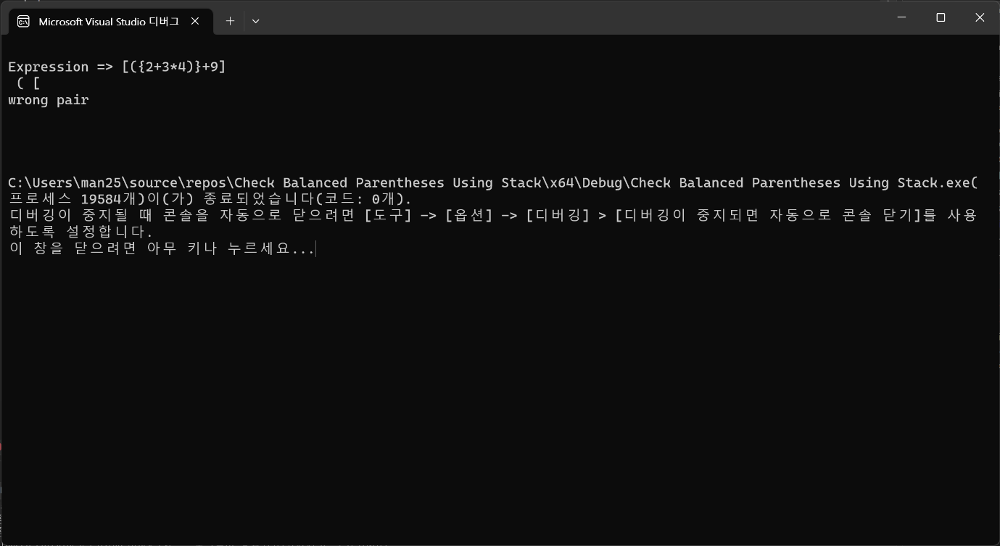 Microsoft Visual Studio 디버그
Expression => [({2+3*4)}+9]
( [
wrong pair
C:\Users\man25\source\repos\Check Balanced Parentheses Using Stack\x64\Debug\Check Balanced Parentheses Using Stack.exe(
프로세스 19584개)이(가) 종료되었습니다(코드: 0개).
디버깅이 중지될 때 콘솔을 자동으로 닫으려면 [도구] -> [옵션] -> [디버깅] > [디버깅이 중지되면 자동으로 콘솔 닫기]를 사용
하도록 설정합니다.
이 창을 닫으려면 아무 키나 누르세요...